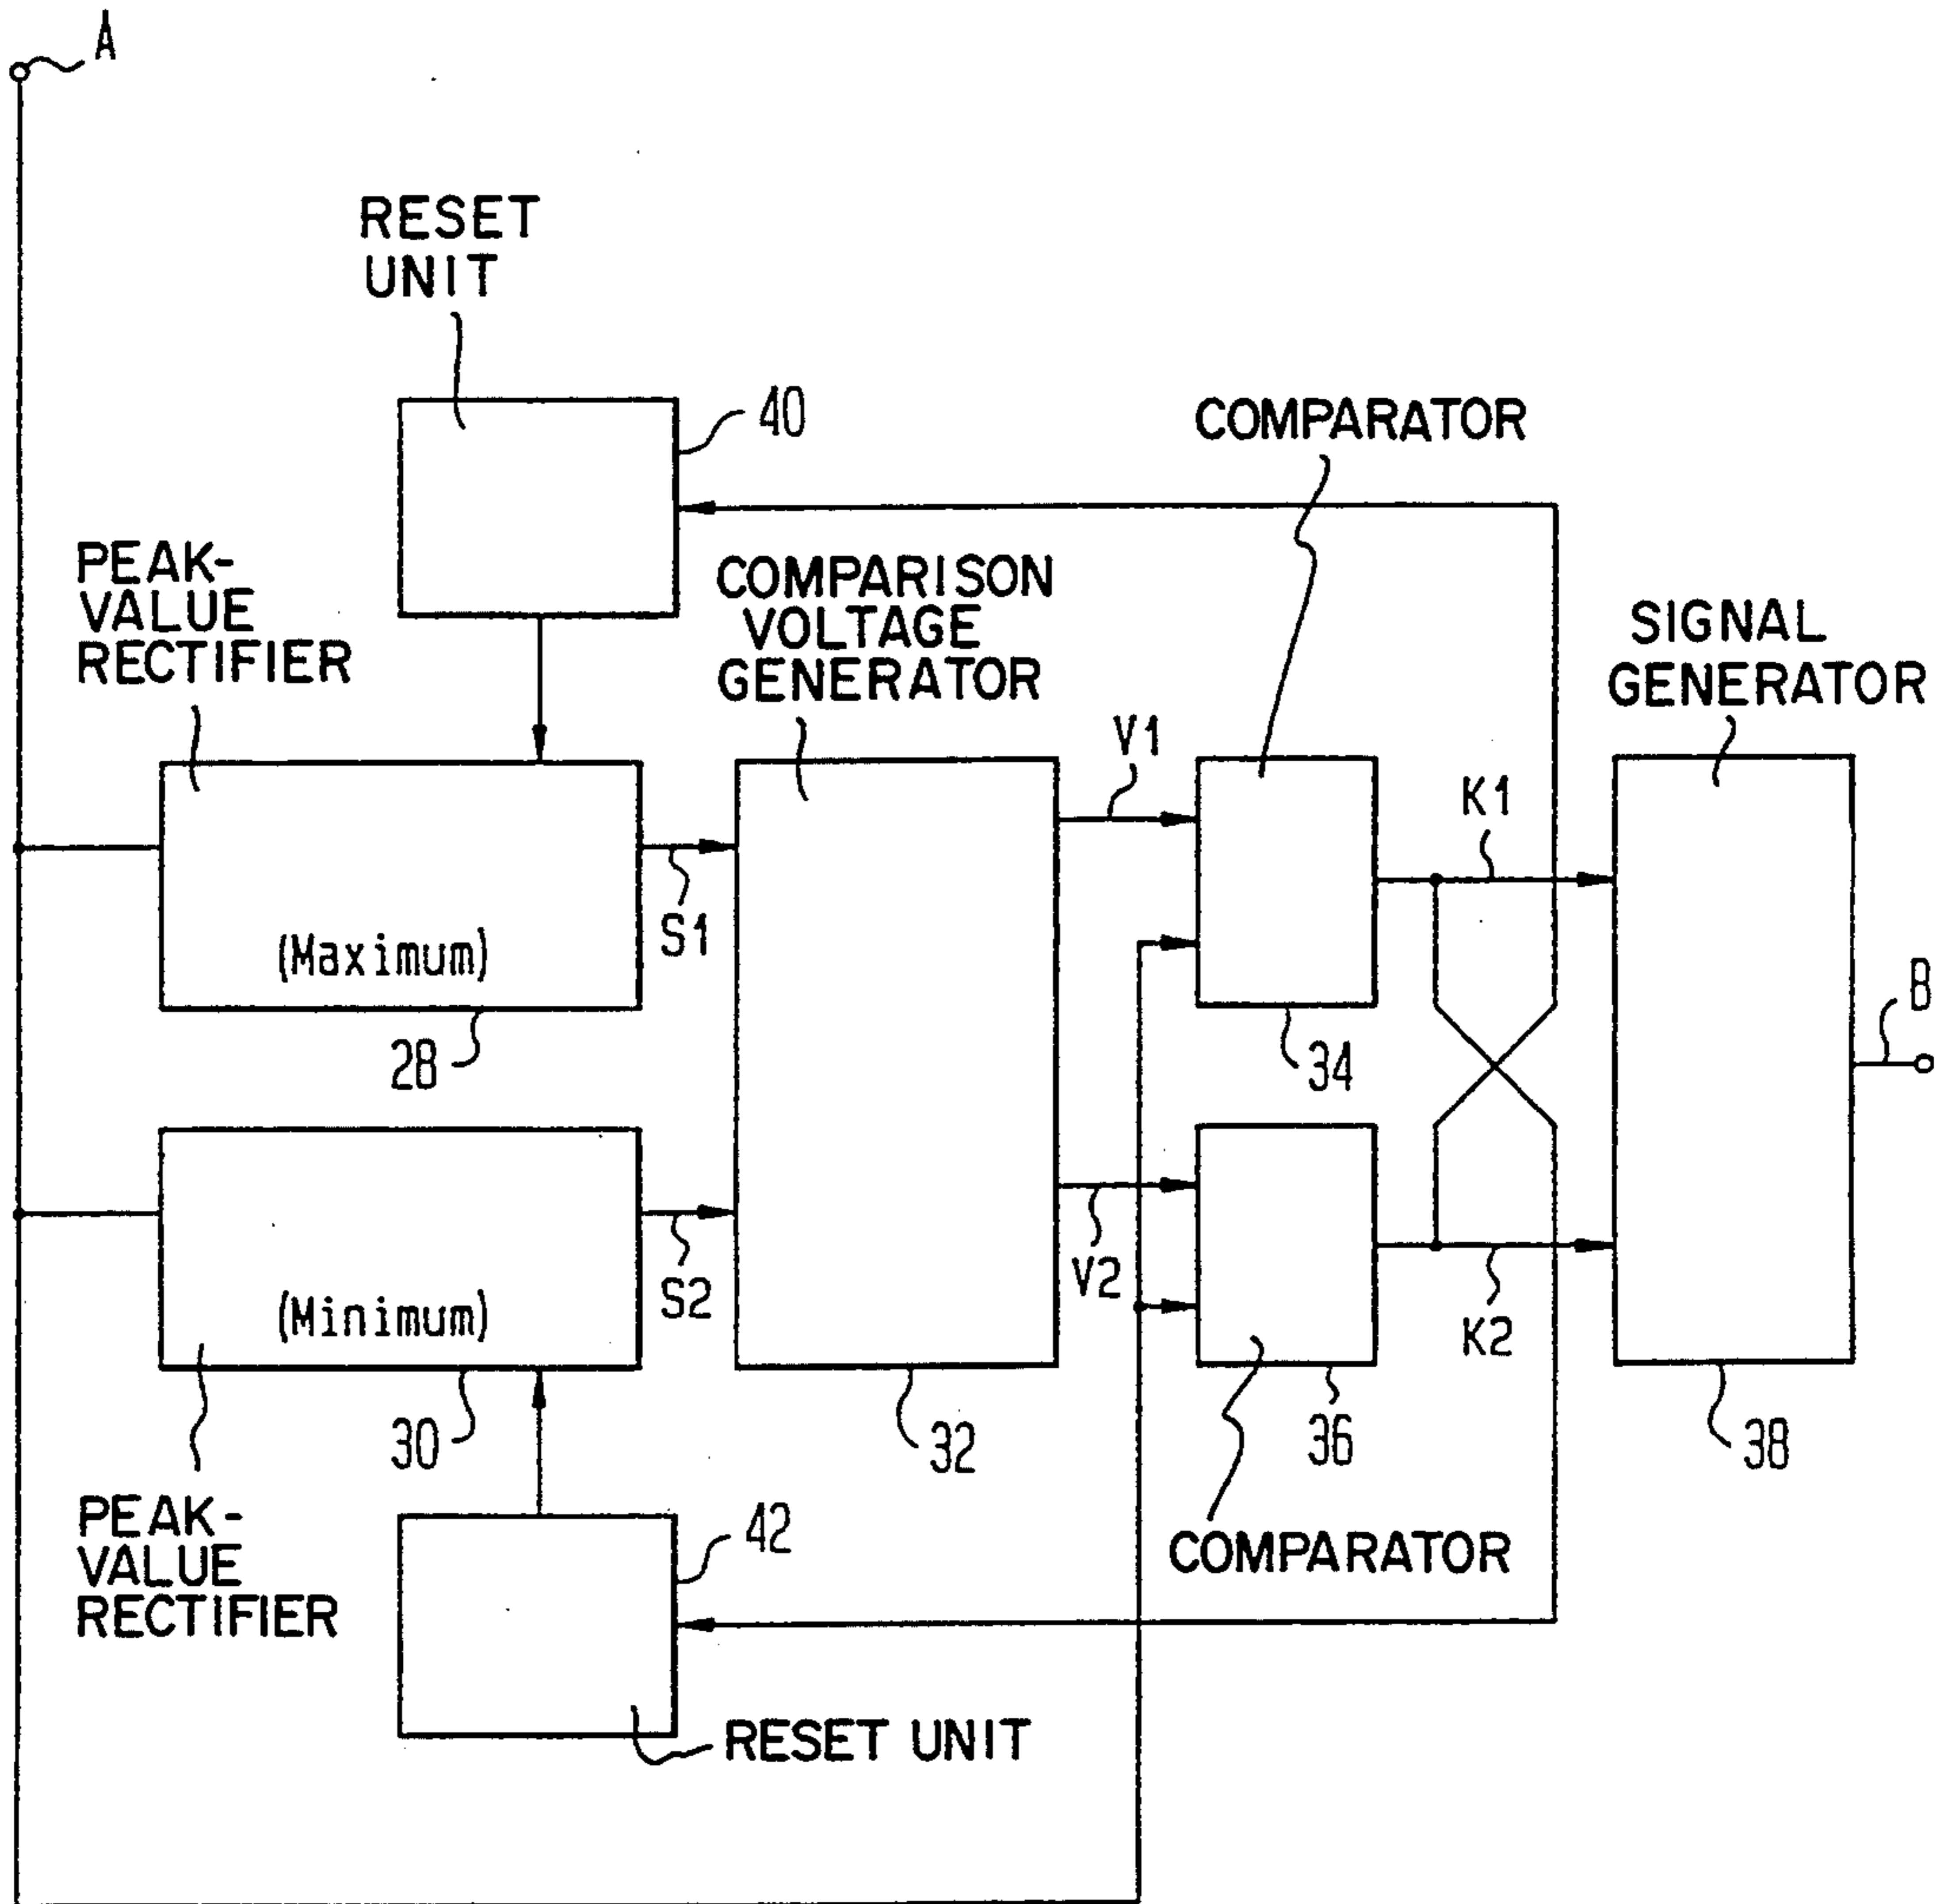 A
RESET
UNIT
40
COMPARATOR
PEAK-
VALUE
RECTIFIER
COMPARISON
VOLTAGE
GENERATOR
SIGNAL
GENERATOR
V1
K1
S1
(Maximum)
B
28
34
V2
S2
(Minimum)
K2
30
32
36
38
PEAK-
VALUE
RECTIFIER
42
COMPARATOR
RESET UNIT